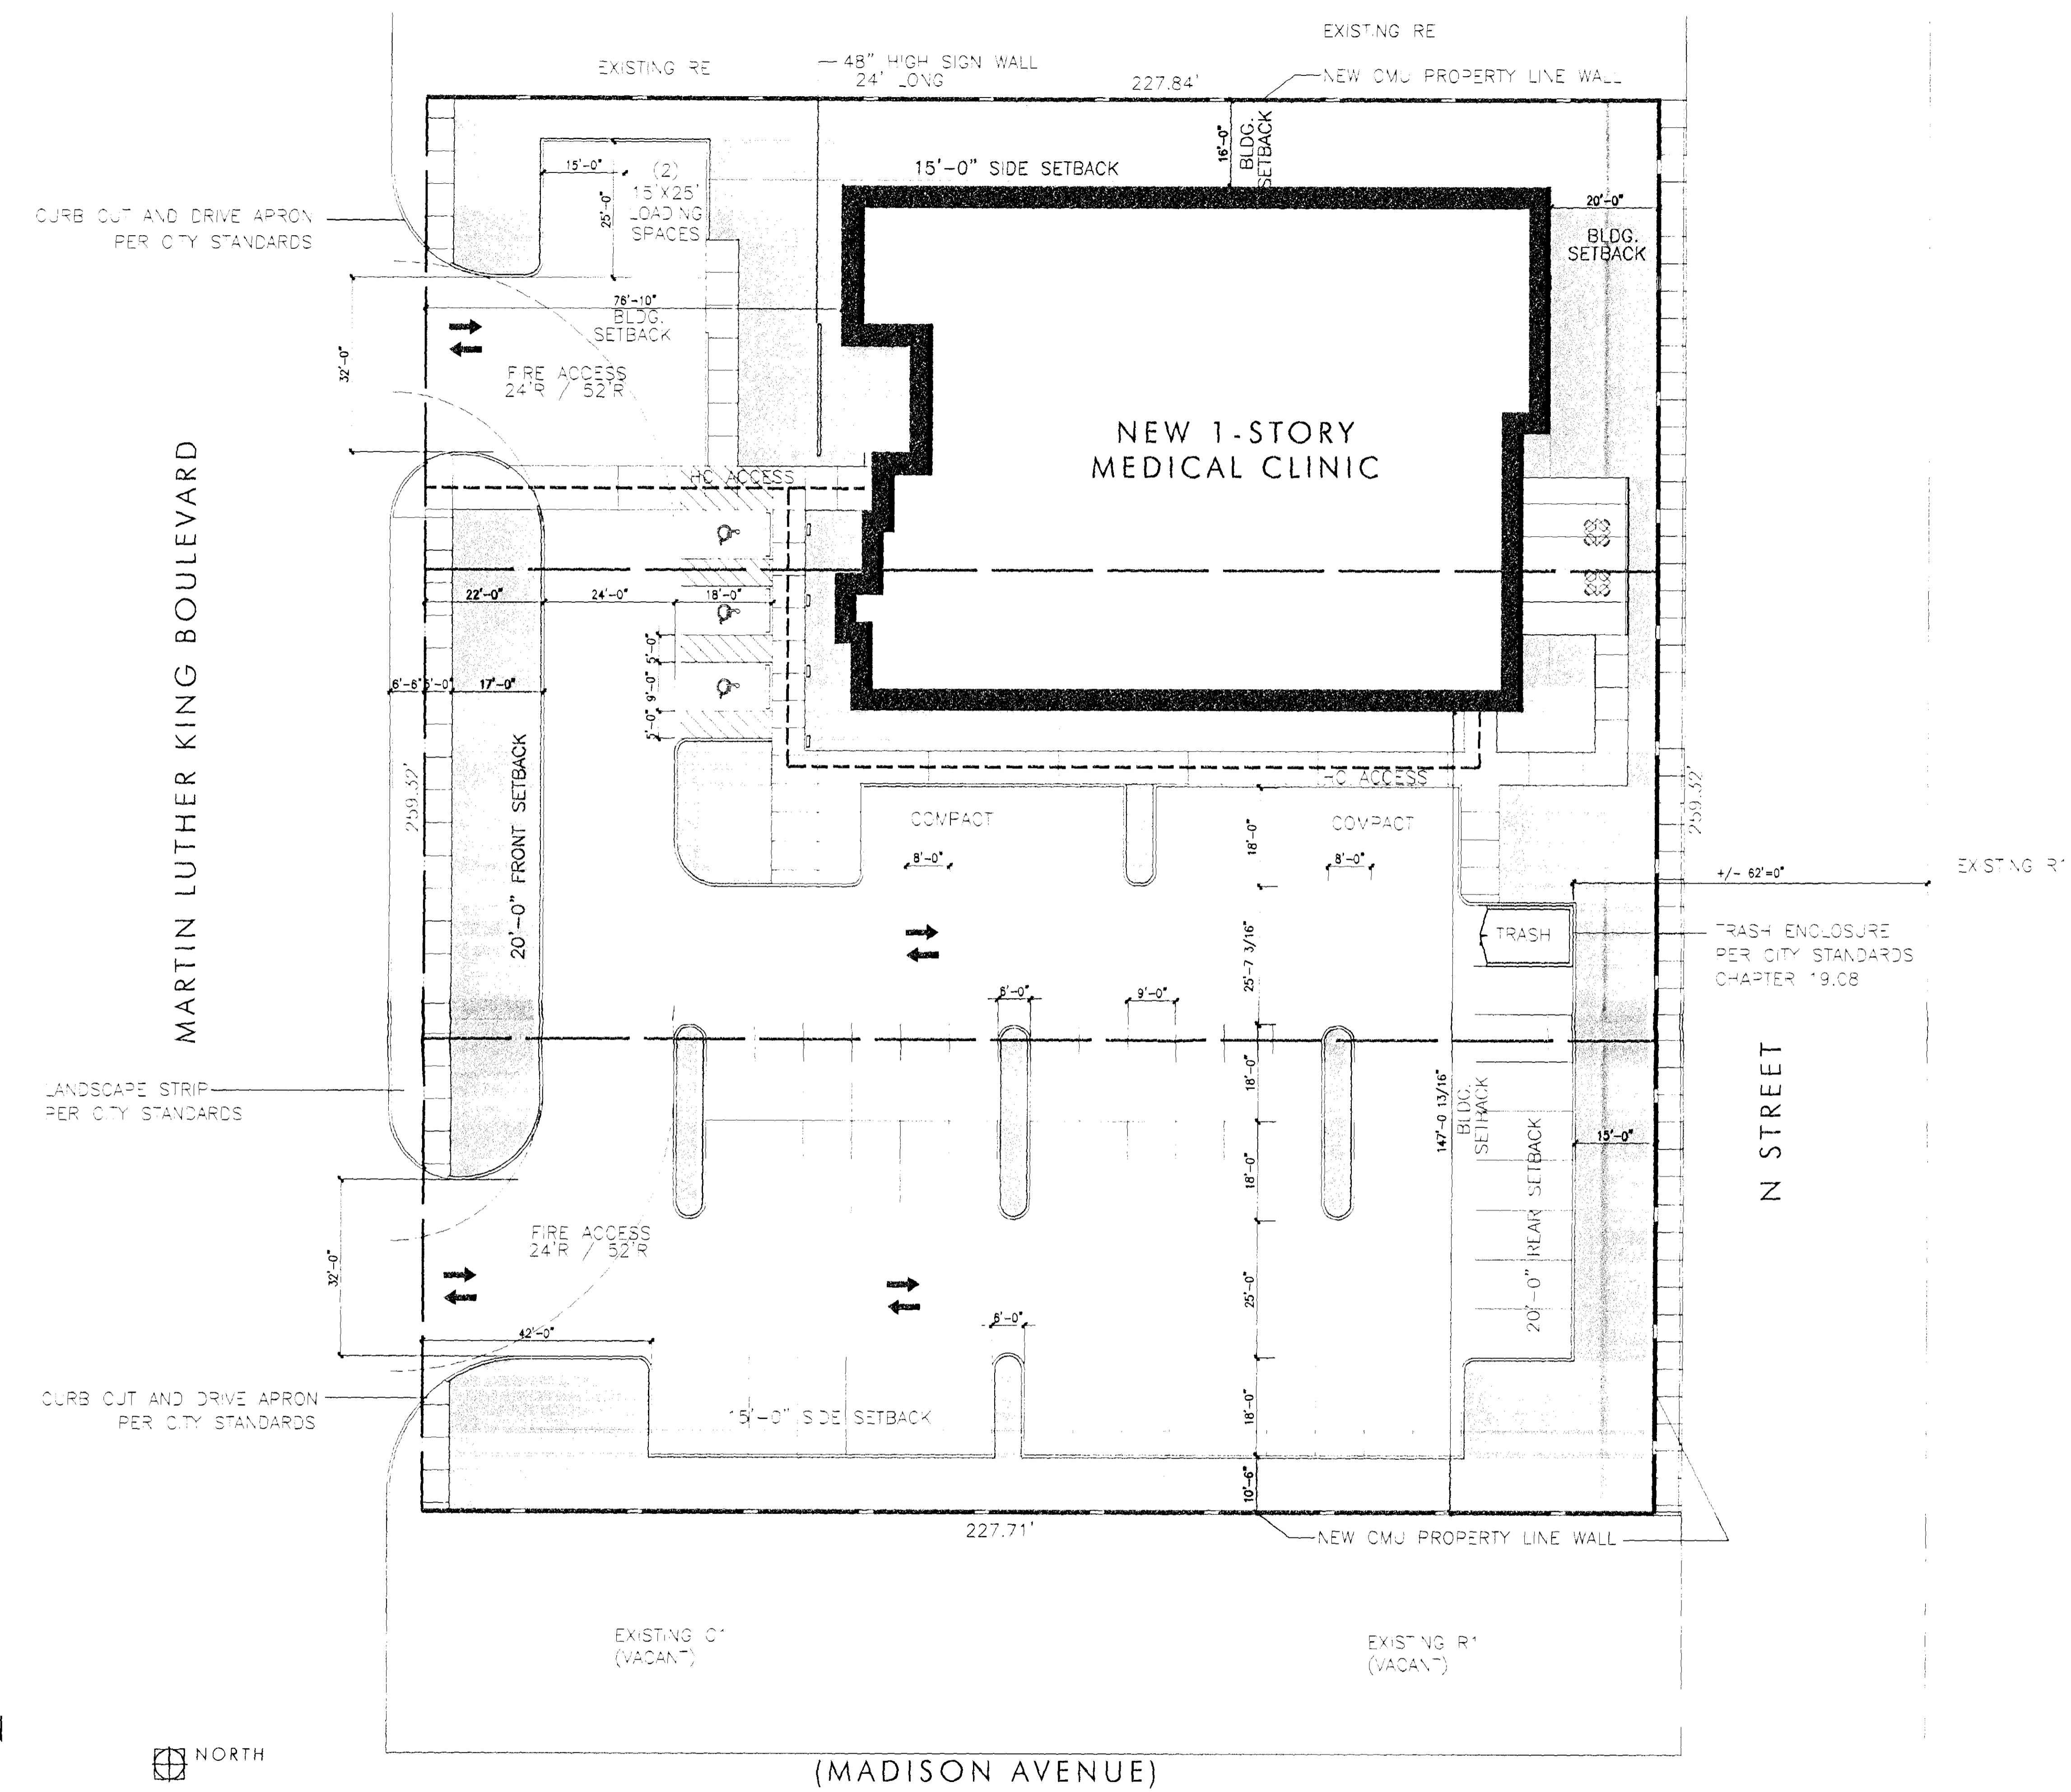 EXISTING RE
EXISTING RE
48" HIGH SIGN WALL
24' LONG
227.84'
NEW CMU PROPERTY LINE WALL
16'-0"
BLDG.
SETBACK
15'-0" SIDE SETBACK
15'-0"
25'-0"
(2)
15'X25'
LOADING
SPACES
20'-0"
BLDG.
SETBACK
CURB CUT AND DRIVE APRON
PER CITY STANDARDS
76'-10"
BLDG.
SETBACK
32'-0"
FIRE ACCESS
24'R / 52'R
NEW 1-STORY
MEDICAL CLINIC
HC ACCESS
MARTIN LUTHER KING BOULEVARD
22'-0"
24'-0"
18'-0"
5'-0"
9'-0"
5'-0"
6'-6"
5'-0"
17'-0"
259.32'
20'-0" FRONT SETBACK
HC ACCESS
COMPACT
COMPACT
8'-0"
8'-0"
18'-0"
259.32'
+/- 62'=0"
EXISTING R1
TRASH
TRASH ENCLOSURE
PER CITY STANDARDS
CHAPTER 19.08
25'-7 3/16"
6'-0"
9'-0"
18'-0"
147'-0 13/16"
BLDG.
SETBACK
N STREET
LANDSCAPE STRIP
PER CITY STANDARDS
18'-0"
20'-0" REAR SETBACK
15'-0"
FIRE ACCESS
24'R / 52'R
32'-0"
25'-0"
42'-0"
6'-0"
CURB CUT AND DRIVE APRON
PER CITY STANDARDS
15'-0" SIDE SETBACK
18'-0"
10'-6"
227.71'
NEW CMU PROPERTY LINE WALL
EXISTING C1
(VACANT)
EXISTING R1
(VACANT)
NORTH
(MADISON AVENUE)